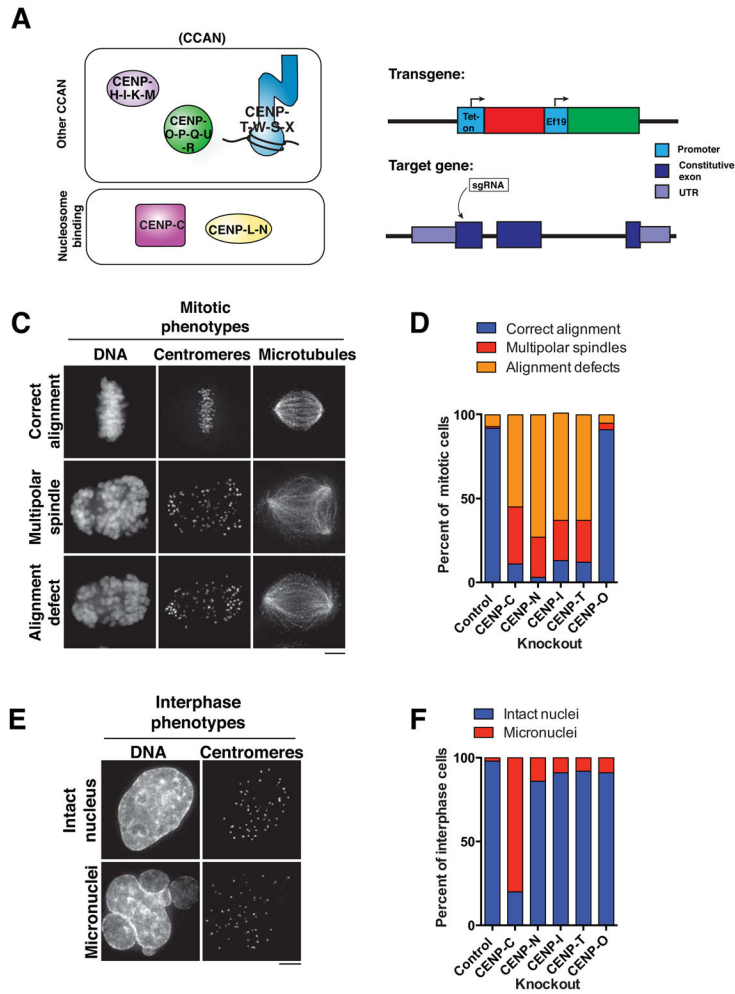 A
(CCAN)
Other CCAN
CENP-
H-I-K-M
CENP-
O-P-Q-U
-R
CENP-
T-W-S-X
Nucleosome
binding
CENP-C
CENP-L-N
Transgene:
Tet-
on
Ef19
Target gene:
sgRNA
Promoter
Constitutive
exon
UTR
C
Mitotic
phenotypes
DNA
Centromeres
Microtubules
Correct
alignment
Multipolar
spindle
Alignment
defect
D
Correct alignment
Multipolar spindles
Alignment defects
Percent of mitotic cells
100
50
0
Control
CENP-C
CENP-N
CENP-I
CENP-T
CENP-O
Knockout
E
Interphase
phenotypes
DNA
Centromeres
Intact
nucleus
Micronuclei
F
Intact nuclei
Micronuclei
Percent of interphase cells
100
50
0
Control
CENP-C
CENP-N
CENP-I
CENP-T
CENP-O
Knockout